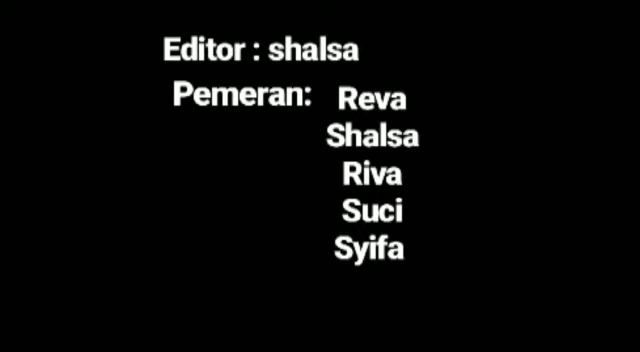 Editor : shalsa
Pemeran: Reva
Shalsa
Riva
Suci
Syifa